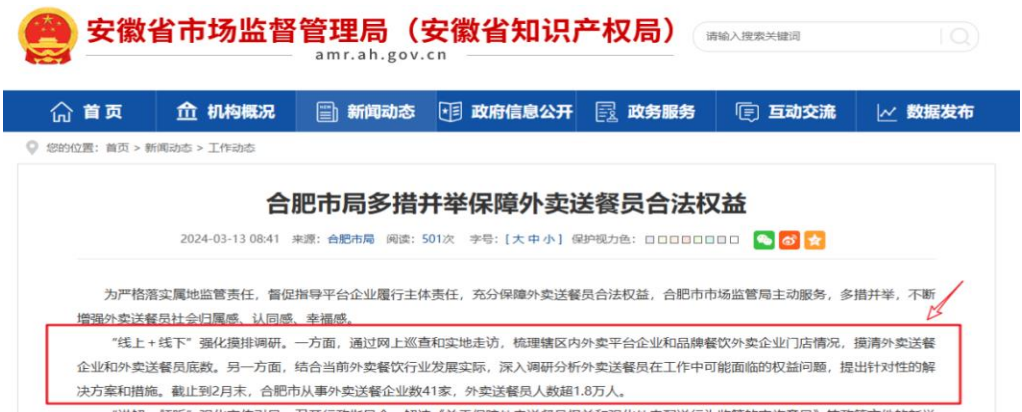 安徽省市场监督管理局（安徽省知识产权局）
amr.ah.gov.cn
请输入搜索关键词
首页 机构概况 新闻动态 政府信息公开 政务服务 互动交流 数据发布
您的位置：首页 > 新闻动态 > 工作动态
合肥市局多措并举保障外卖送餐员合法权益
2024-03-13 08:41 来源：合肥市局 阅读：501次 字号：[ 大 中 小 ] 保护视力色：
为严格落实属地监管责任，督促指导平台企业履行主体责任，充分保障外卖送餐员合法权益，合肥市市场监管局主动服务，多措并举，不断
增强外卖送餐员社会归属感、认同感、幸福感。
“线上＋线下”强化摸排调研。一方面，通过网上巡查和实地走访，梳理辖区内外卖平台企业和品牌餐饮外卖企业门店情况，摸清外卖送餐
企业和外卖送餐员底数。另一方面，结合当前外卖餐饮行业发展实际，深入调研分析外卖送餐员在工作中可能面临的权益问题，提出针对性的解
决方案和措施。截止到2月末，合肥市从事外卖送餐企业数41家，外卖送餐员人数超1.8万人。